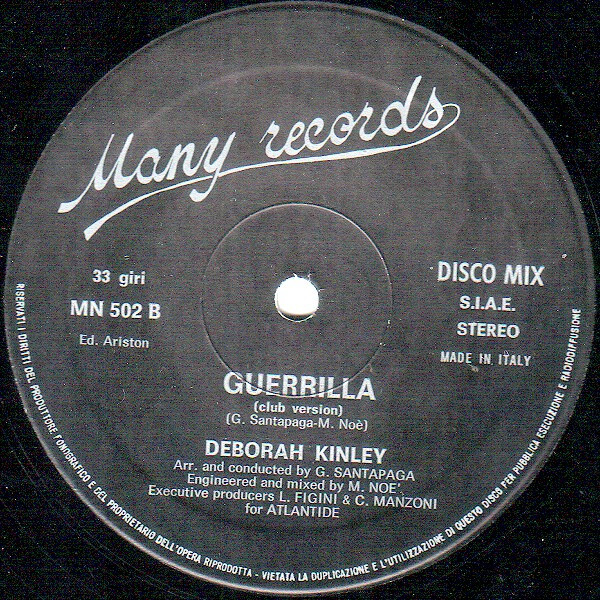 Many records
33 giri
MN 502 B
Ed. Ariston
DISCO MIX
S.I.A.E.
STEREO
MADE IN ITALY
GUERRILLA
(club version)
(G. Santapaga-M. Noè)
DEBORAH KINLEY
Arr. and conducted by G. SANTAPAGA
Engineered and mixed by M. NOE'.
Executive producers L. FIGINI & C. MANZONI
for ATLANTIDE
RISERVATI I DIRITTI DEL PRODUTTORE FONOGRAFICO E DEL PROPRIETARIO DELL'OPERA RIPRODOTTA - VIETATA LA DUPLICAZIONE E L'UTILIZZAZIONE DI QUESTO DISCO PER PUBBLICA ESECUZIONE E RADIODIFFUSIONE